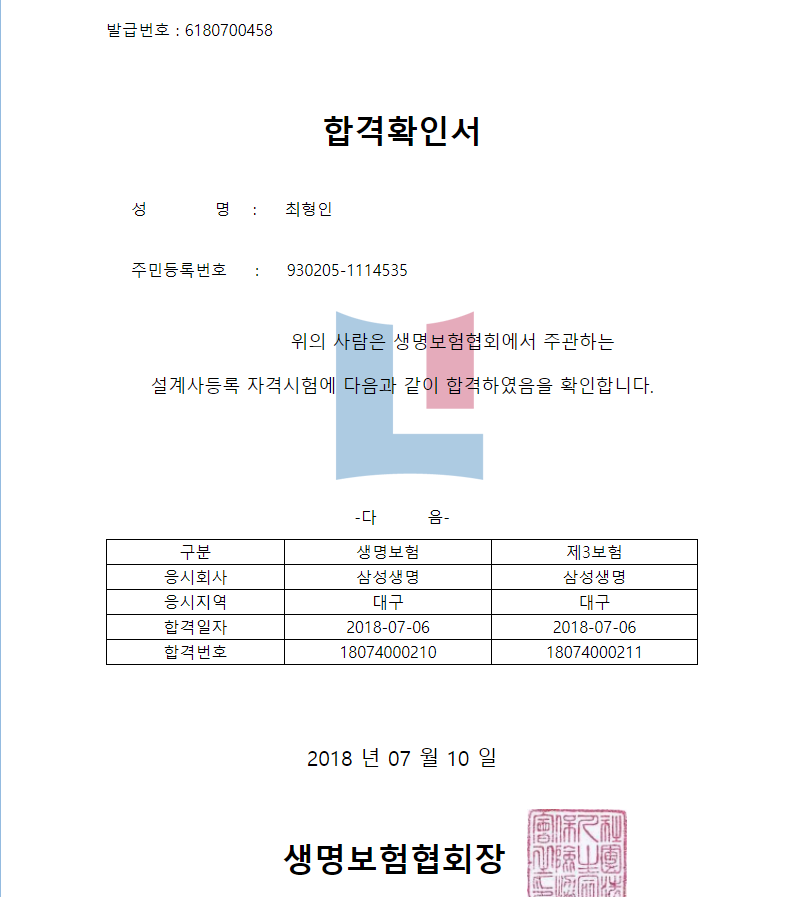 발급번호 : 6180700458
합격확인서
성 명 : 최형인
주민등록번호 : 930205-1114535
위의 사람은 생명보험협회에서 주관하는
설계사등록 자격시험에 다음과 같이 합격하였음을 확인합니다.
-다 음-
구분 생명보험 제3보험
응시회사 삼성생명 삼성생명
응시지역 대구 대구
합격일자 2018-07-06 2018-07-06
합격번호 18074000210 18074000211
2018 년 07 월 10 일
생명보험협회장